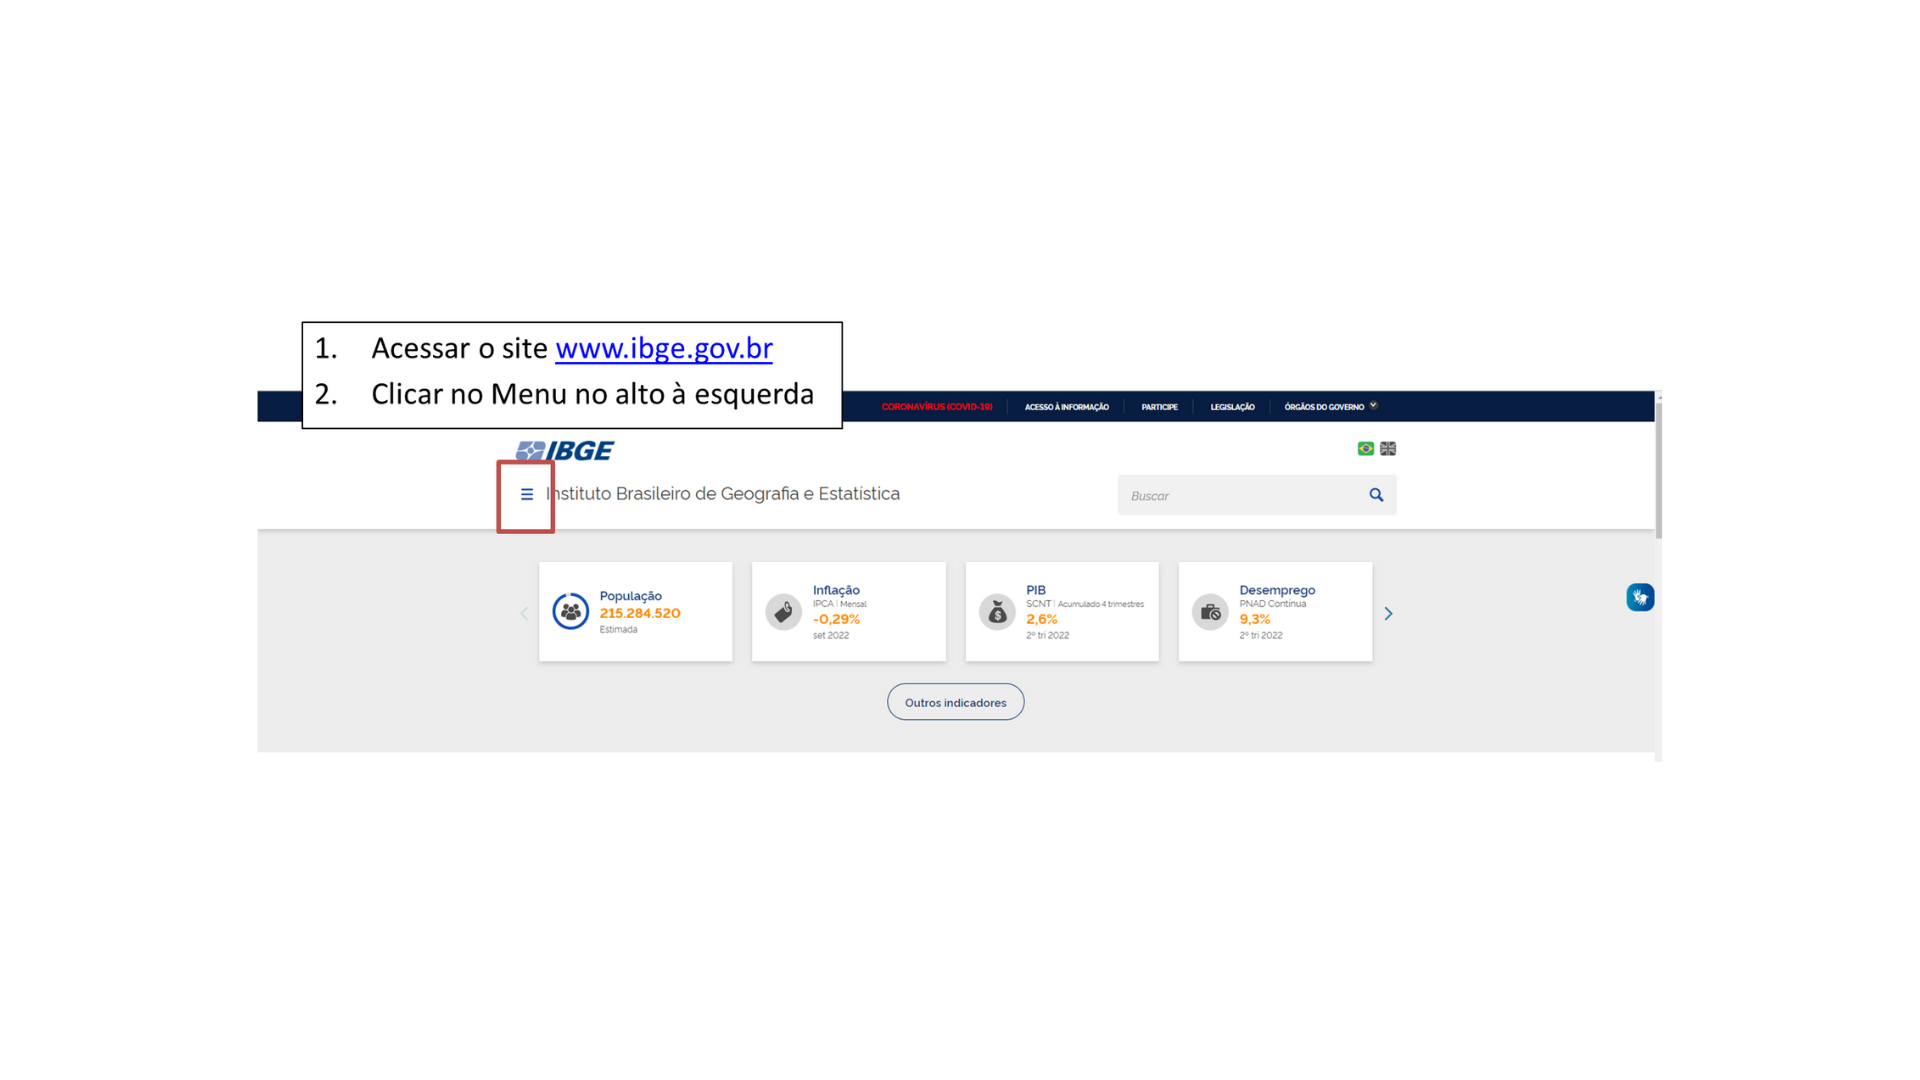 1. Acessar o site www.ibge.gov.br
2. Clicar no Menu no alto à esquerda
CORONAVÍRUS (COVID-19) ACESSO À INFORMAÇÃO PARTICIPE LEGISLAÇÃO ÓRGÃOS DO GOVERNO
IBGE
Instituto Brasileiro de Geografia e Estatística
Buscar
População
215.284.520
Estimada
Inflação
IPCA | Mensal
-0,29%
set 2022
PIB
SCNT | Acumulado 4 trimestres
2,6%
2º tri 2022
Desemprego
PNAD Contínua
9,3%
2º tri 2022
Outros indicadores